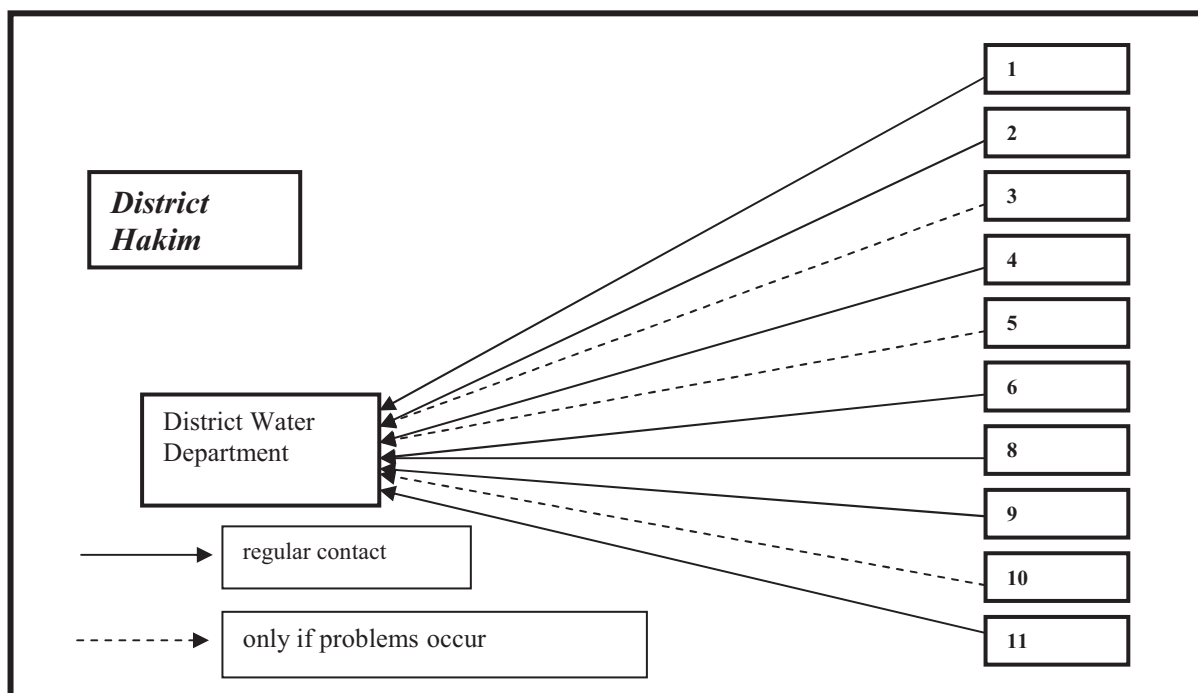 District
Hakim
District Water
Department
regular contact
only if problems occur
1
2
3
4
5
6
8
9
10
11